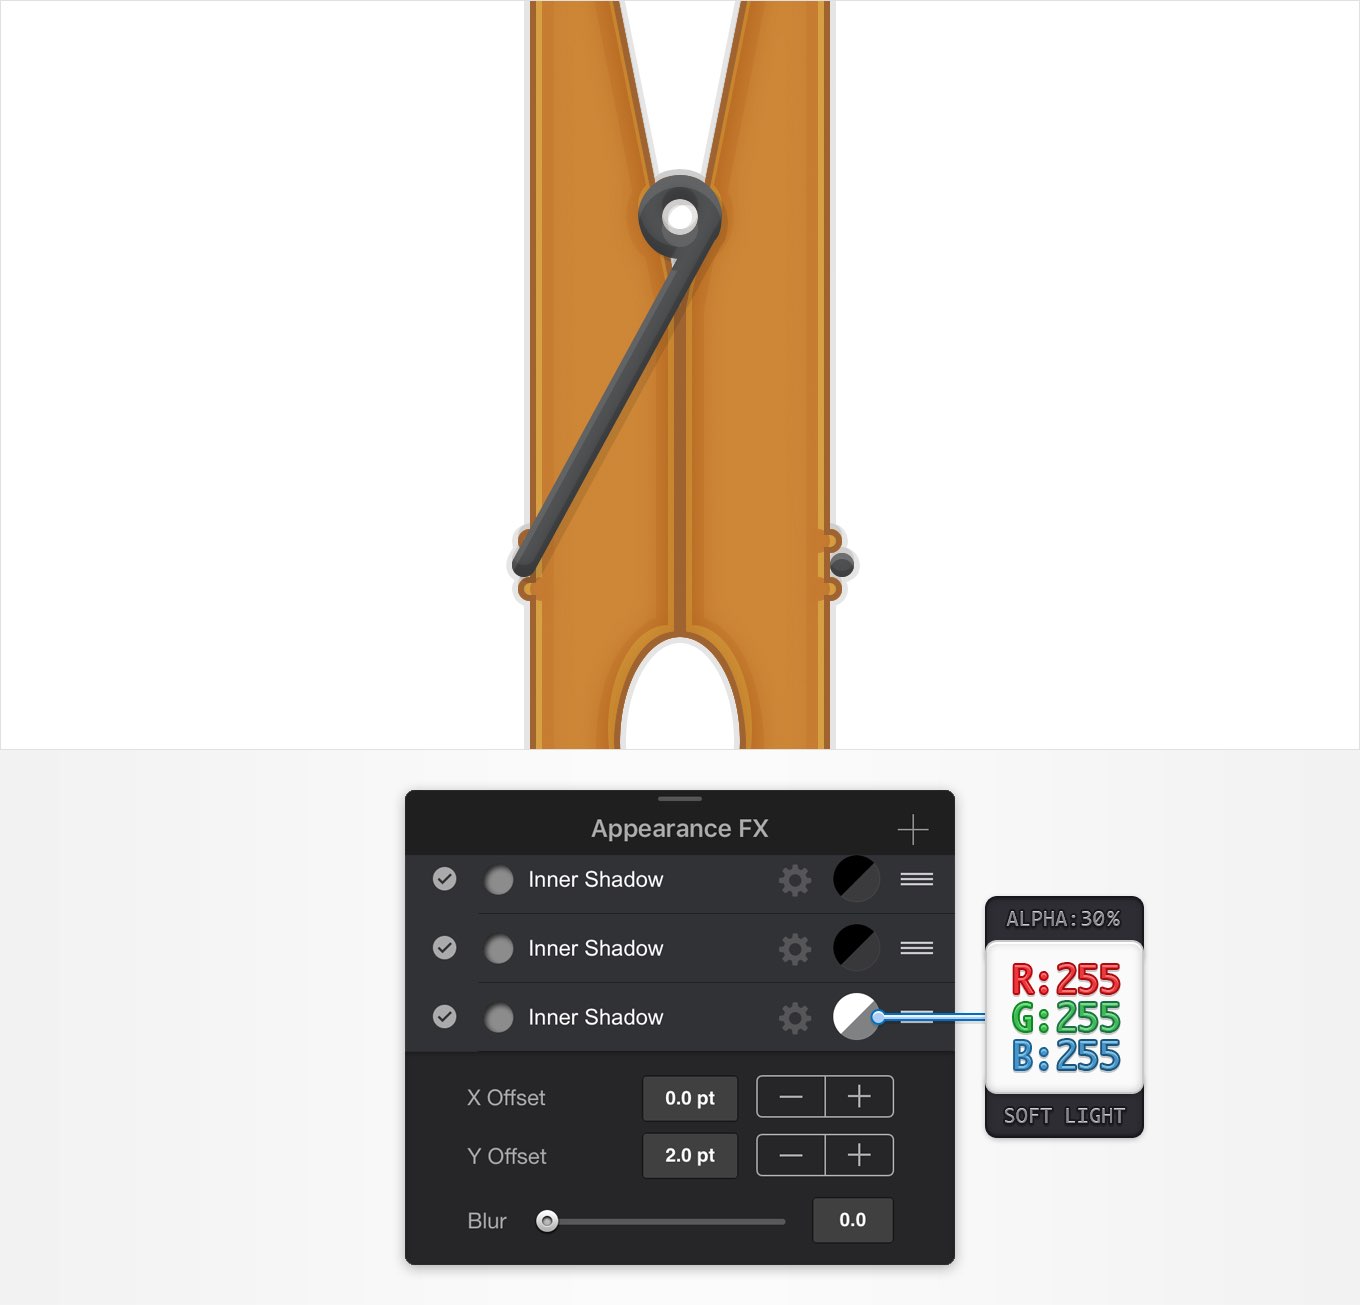 Appearance FX
Inner Shadow
Inner Shadow
Inner Shadow
ALPHA:30%
R:255
G:255
B:255
SOFT LIGHT
X Offset 0.0 pt
Y Offset 2.0 pt
Blur 0.0